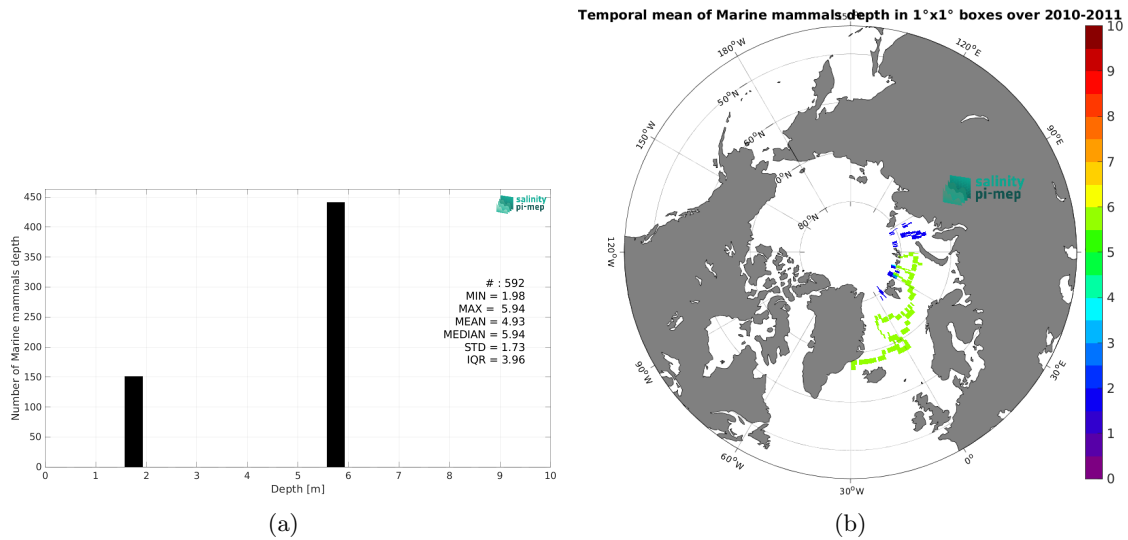 Temporal mean of Marine mammals depth in 1°x1° boxes over 2010-2011
450
400
350
300
250
200
150
100
50
0
Number of Marine mammals depth
0 1 2 3 4 5 6 7 8 9 10
Depth [m]
salinity
pi-mep
# : 592
MIN = 1.98
MAX = 5.94
MEAN = 4.93
MEDIAN = 5.94
STD = 1.73
IQR = 3.96
(a)
180°W
150°W
120°W
90°W
60°W
30°W
0°
30°E
60°E
90°E
120°E
50°N
60°N
0°N
80°N
salinity
pi-mep
10
9
8
7
6
5
4
3
2
1
0
(b)